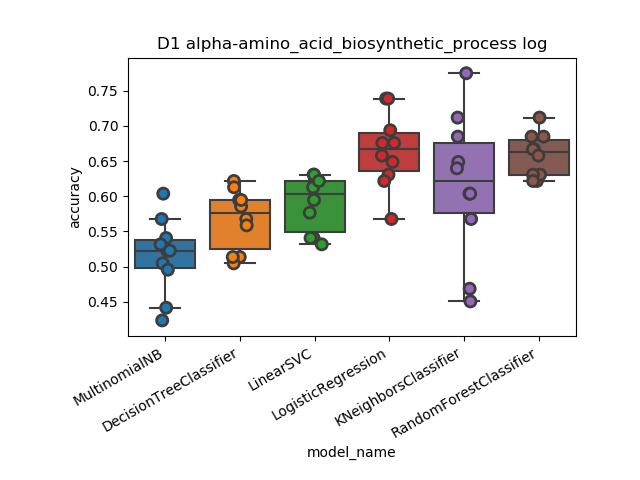 D1 alpha-amino_acid_biosynthetic_process log
0.75
0.70
0.65
0.60
0.55
0.50
0.45
accuracy
MultinomialNB
DecisionTreeClassifier
LinearSVC
LogisticRegression
KNeighborsClassifier
RandomForestClassifier
model_name